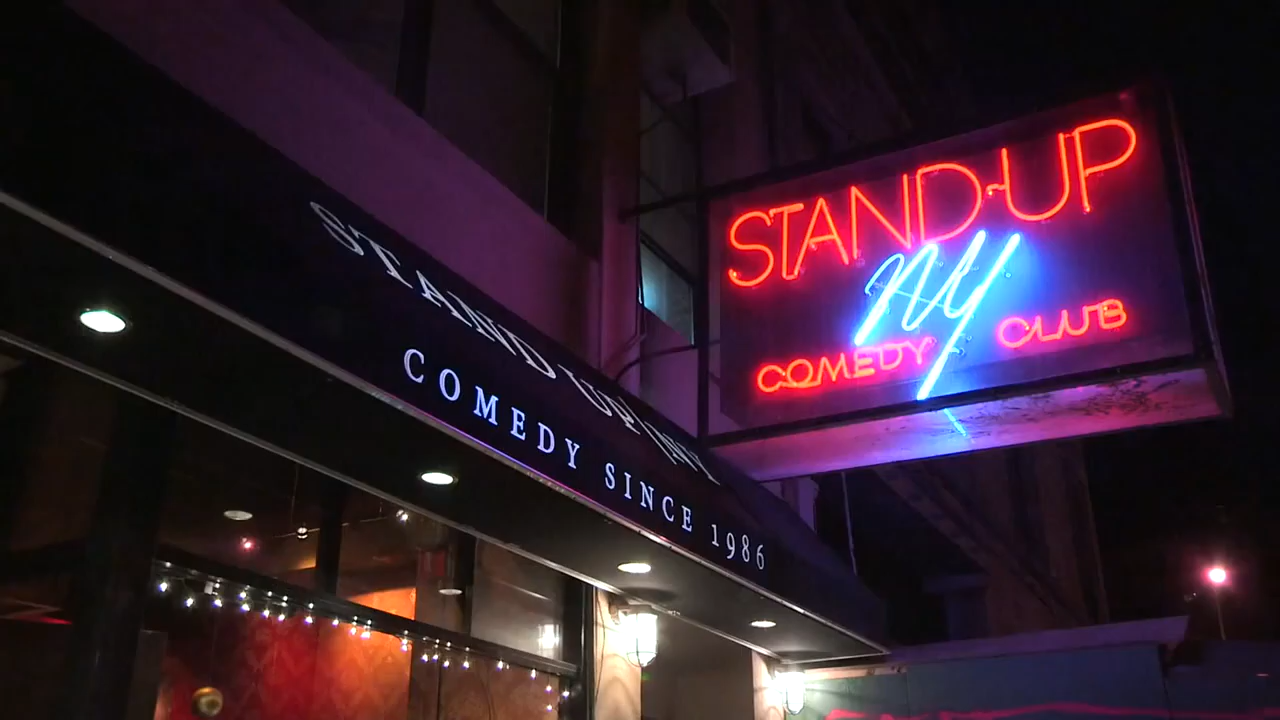 STAND UP NY
COMEDY SINCE 1986
STAND-UP
NY
COMEDY CLUB